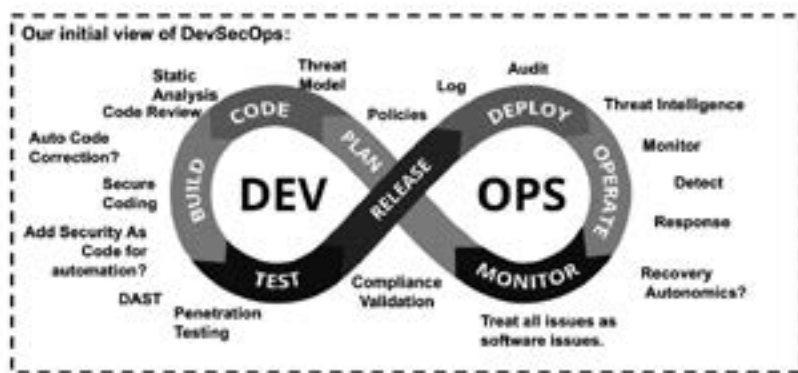 Our initial view of DevSecOps:
Static
Analysis
Code Review
Threat
Model
Policies
Log
Audit
Threat Intelligence
Auto Code
Correction?
Monitor
Secure
Coding
Detect
Add Security As
Code for
automation?
Response
DAST
Penetration
Testing
Compliance
Validation
Recovery
Autonomics?
Treat all issues as
software issues.
CODE
PLAN
BUILD
TEST
DEV
RELEASE
DEPLOY
OPERATE
MONITOR
OPS